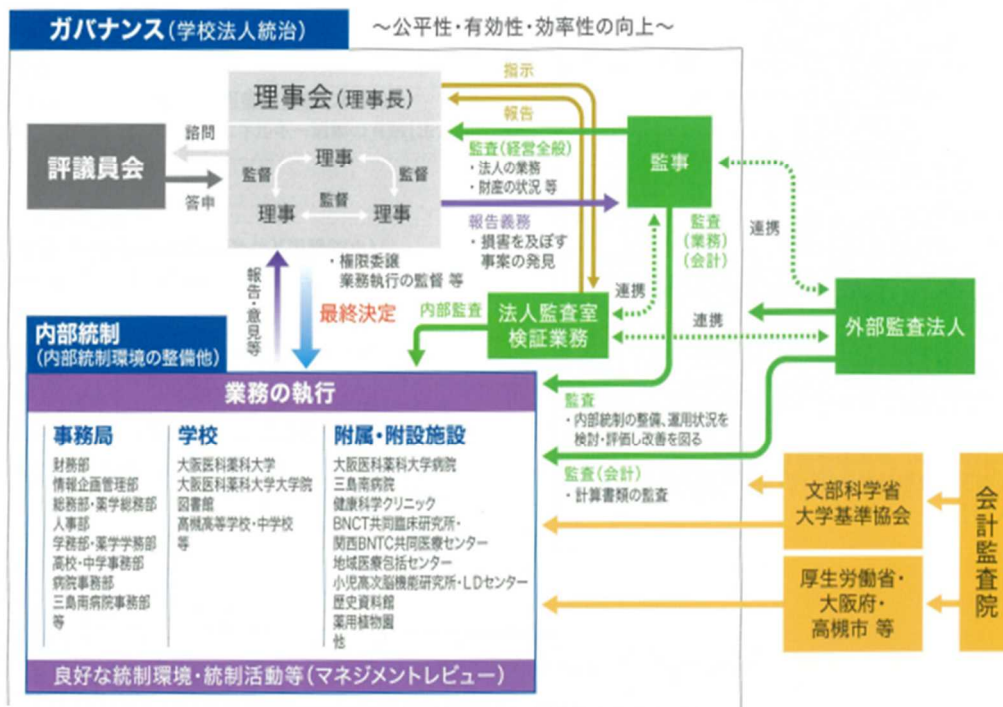 ガバナンス(学校法人統治)
～公平性・有効性・効率性の向上～
理事会(理事長)
指示
報告
諮問
評議員会
答申
理事
監督
監督
監督
理事
理事
監査(経営全般)
・法人の業務
・財産の状況 等
監事
報告義務
・損害を及ぼす
事案の発見
監査
(業務)
(会計)
連携
報告・意見等
・権限委譲
業務執行の監督 等
最終決定
内部監査
法人監査室
検証業務
連携
連携
外部監査法人
内部統制
(内部統制環境の整備他)
業務の執行
監査
・内部統制の整備、運用状況を
検討・評価し改善を図る
監査(会計)
・計算書類の監査
事務局
財務部
情報企画管理部
総務部・薬学総務部
人事部
学務部・薬学学務部
高校・中学事務部
病院事務部
三島南病院事務部
等
学校
大阪医科薬科大学
大阪医科薬科大学大学院
図書館
高槻高等学校・中学校
等
附属・附設施設
大阪医科薬科大学病院
三島南病院
健康科学クリニック
BNCT共同臨床研究所・
関西BNTC共同医療センター
地域医療包括センター
小児高次脳機能研究所・LDセンター
歴史資料館
薬用植物園
他
文部科学省
大学基準協会
厚生労働省・
大阪府・
高槻市 等
会計監査院
良好な統制環境・統制活動等(マネジメントレビュー)